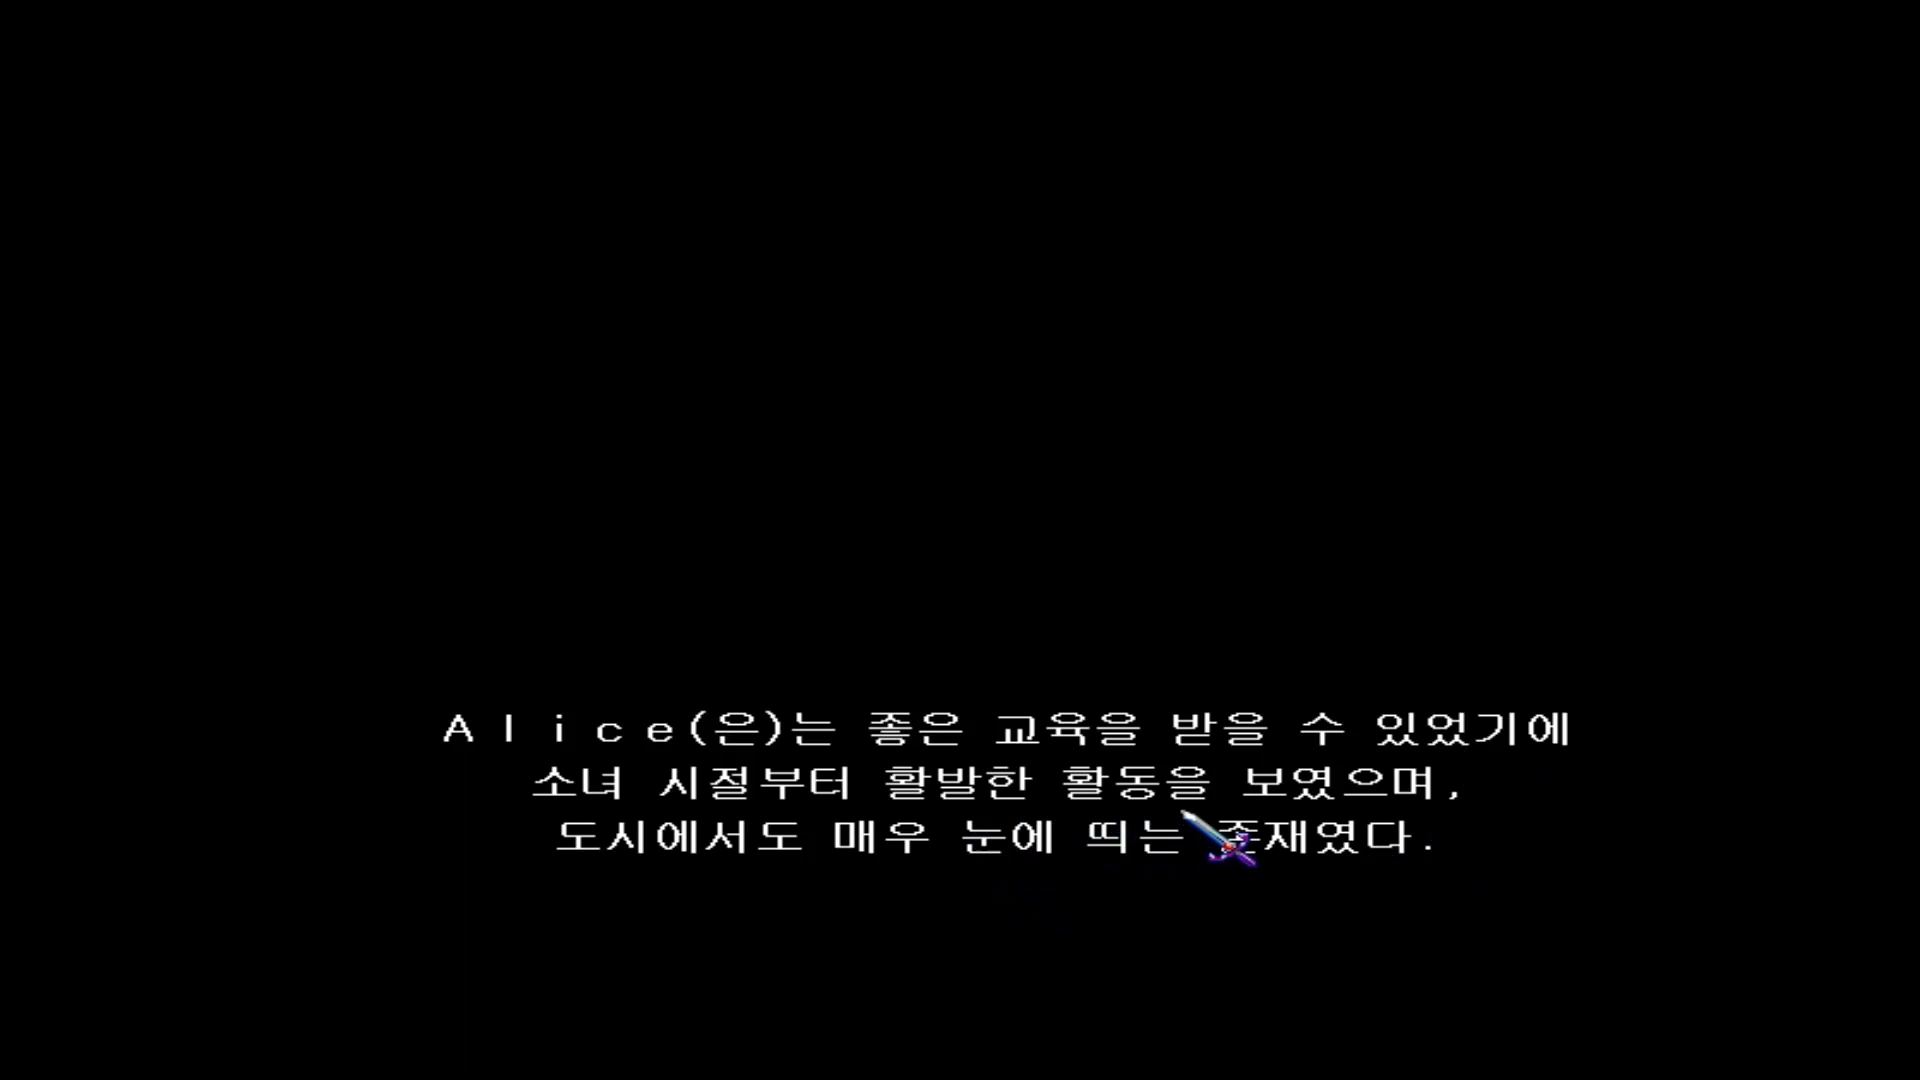 Alice(은)는 좋은 교육을 받을 수 있었기에
소녀 시절부터 활발한 활동을 보였으며,
도시에서도 매우 눈에 띄는 존재였다.